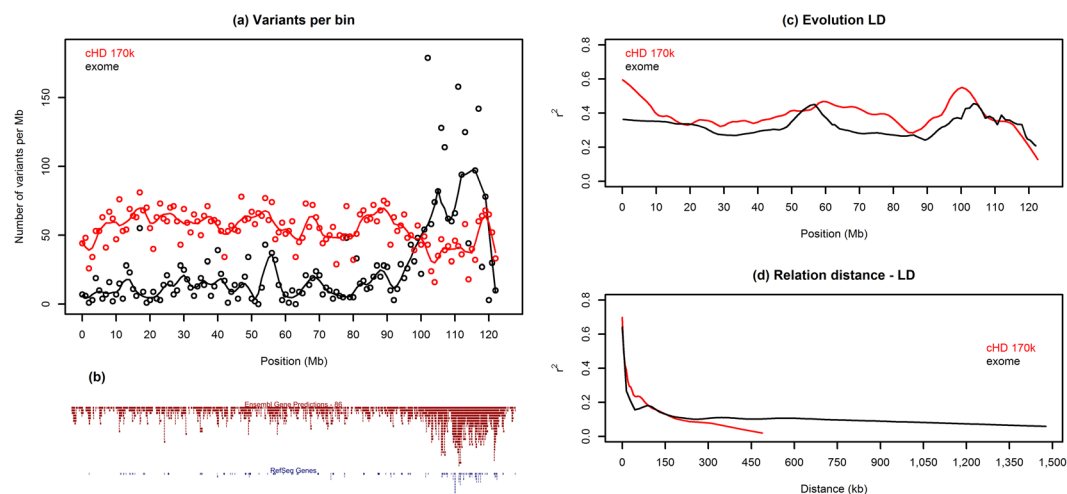 (a) Variants per bin
cHD 170k
exome
Number of variants per Mb
0
50
100
150
0 10 20 30 40 50 60 70 80 90 100 110 120
Position (Mb)
(b)
Ensembl Gene Predictions - 86
RefSeq Genes
(c) Evolution LD
cHD 170k
exome
r²
0.0
0.2
0.4
0.6
0.8
0 10 20 30 40 50 60 70 80 90 100 110 120
Position (Mb)
(d) Relation distance - LD
cHD 170k
exome
r²
0.0
0.2
0.4
0.6
0.8
0 150 300 450 600 750 900 1,050 1,200 1,350 1,500
Distance (kb)